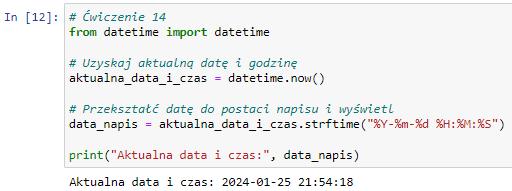 In [12]: # Ćwiczenie 14
from datetime import datetime
# Uzyskaj aktualną datę i godzinę
aktualna_data_i_czas = datetime.now()
# Przekształć datę do postaci napisu i wyświetl
data_napis = aktualna_data_i_czas.strftime("%Y-%m-%d %H:%M:%S")
print("Aktualna data i czas:", data_napis)
Aktualna data i czas: 2024-01-25 21:54:18